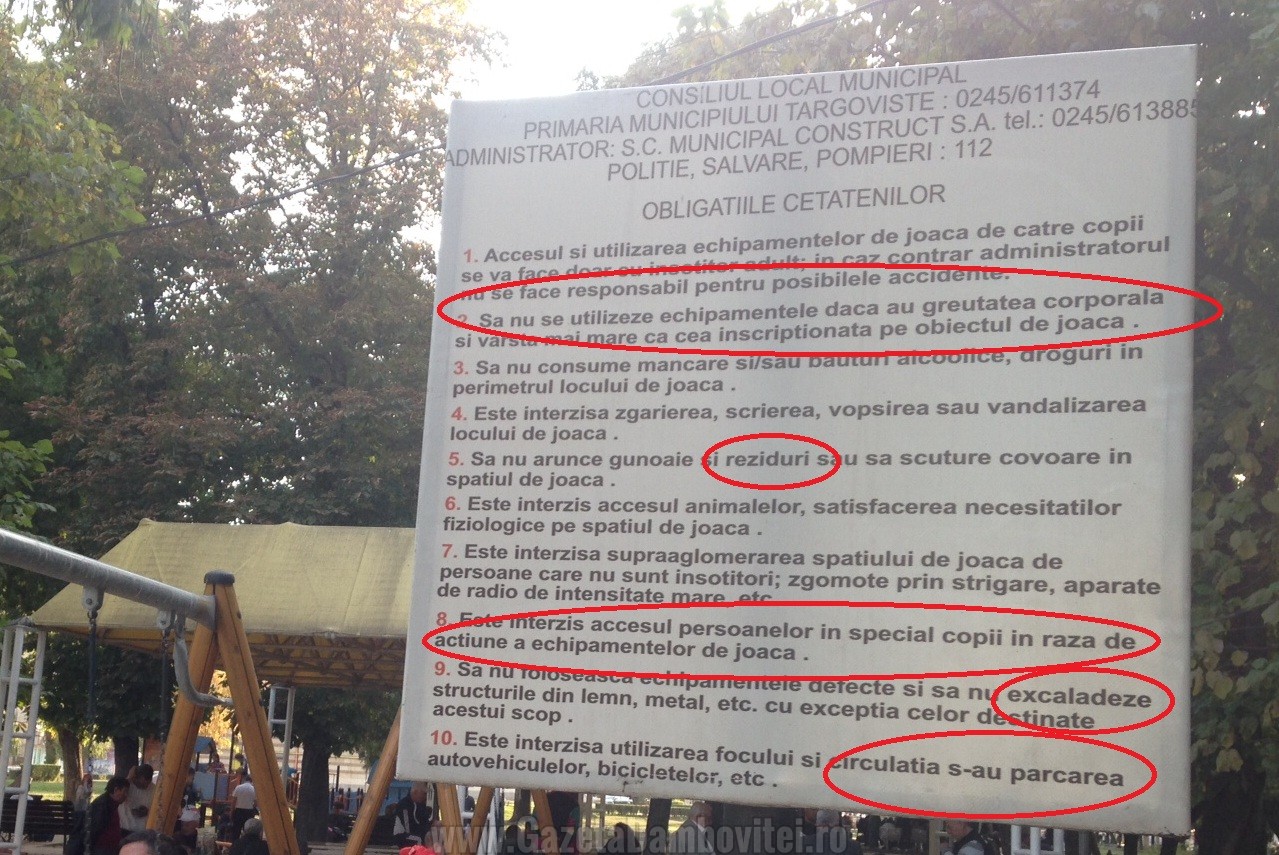 CONSILIUL LOCAL MUNICIPAL
PRIMARIA MUNICIPIULUI TARGOVISTE : 0245/611374
ADMINISTRATOR: S.C. MUNICIPAL CONSTRUCT S.A. tel.: 0245/613885
POLITIE, SALVARE, POMPIERI : 112
OBLIGATIILE CETATENILOR
1. Accesul si utilizarea echipamentelor de joaca de catre copii
se va face doar cu insotitor adult; in caz contrar administratorul
nu se face responsabil pentru posibilele accidente.
2. Sa nu se utilizeze echipamentele daca au greutatea corporala
si varsta mai mare ca cea inscriptionata pe obiectul de joaca .
3. Sa nu consume mancare si/sau bauturi alcoolice, droguri in
perimetrul locului de joaca .
4. Este interzisa zgarierea, scrierea, vopsirea sau vandalizarea
locului de joaca .
5. Sa nu arunce gunoaie si reziduri sau sa scuture covoare in
spatiul de joaca .
6. Este interzis accesul animalelor, satisfacerea necesitatilor
fiziologice pe spatiul de joaca .
7. Este interzisa supraaglomerarea spatiului de joaca de
persoane care nu sunt insotitori; zgomote prin strigare, aparate
de radio de intensitate mare, etc
8. Este interzis accesul persoanelor in special copii in raza de
actiune a echipamentelor de joaca .
9. Sa nu foloseasca echipamentele defecte si sa nu excaladeze
structurile din lemn, metal, etc. cu exceptia celor destinate
acestui scop .
10. Este interzisa utilizarea focului si circulatia s-au parcarea
autovehiculelor, bicicletelor, etc .
www.GazetaDambovitei.ro